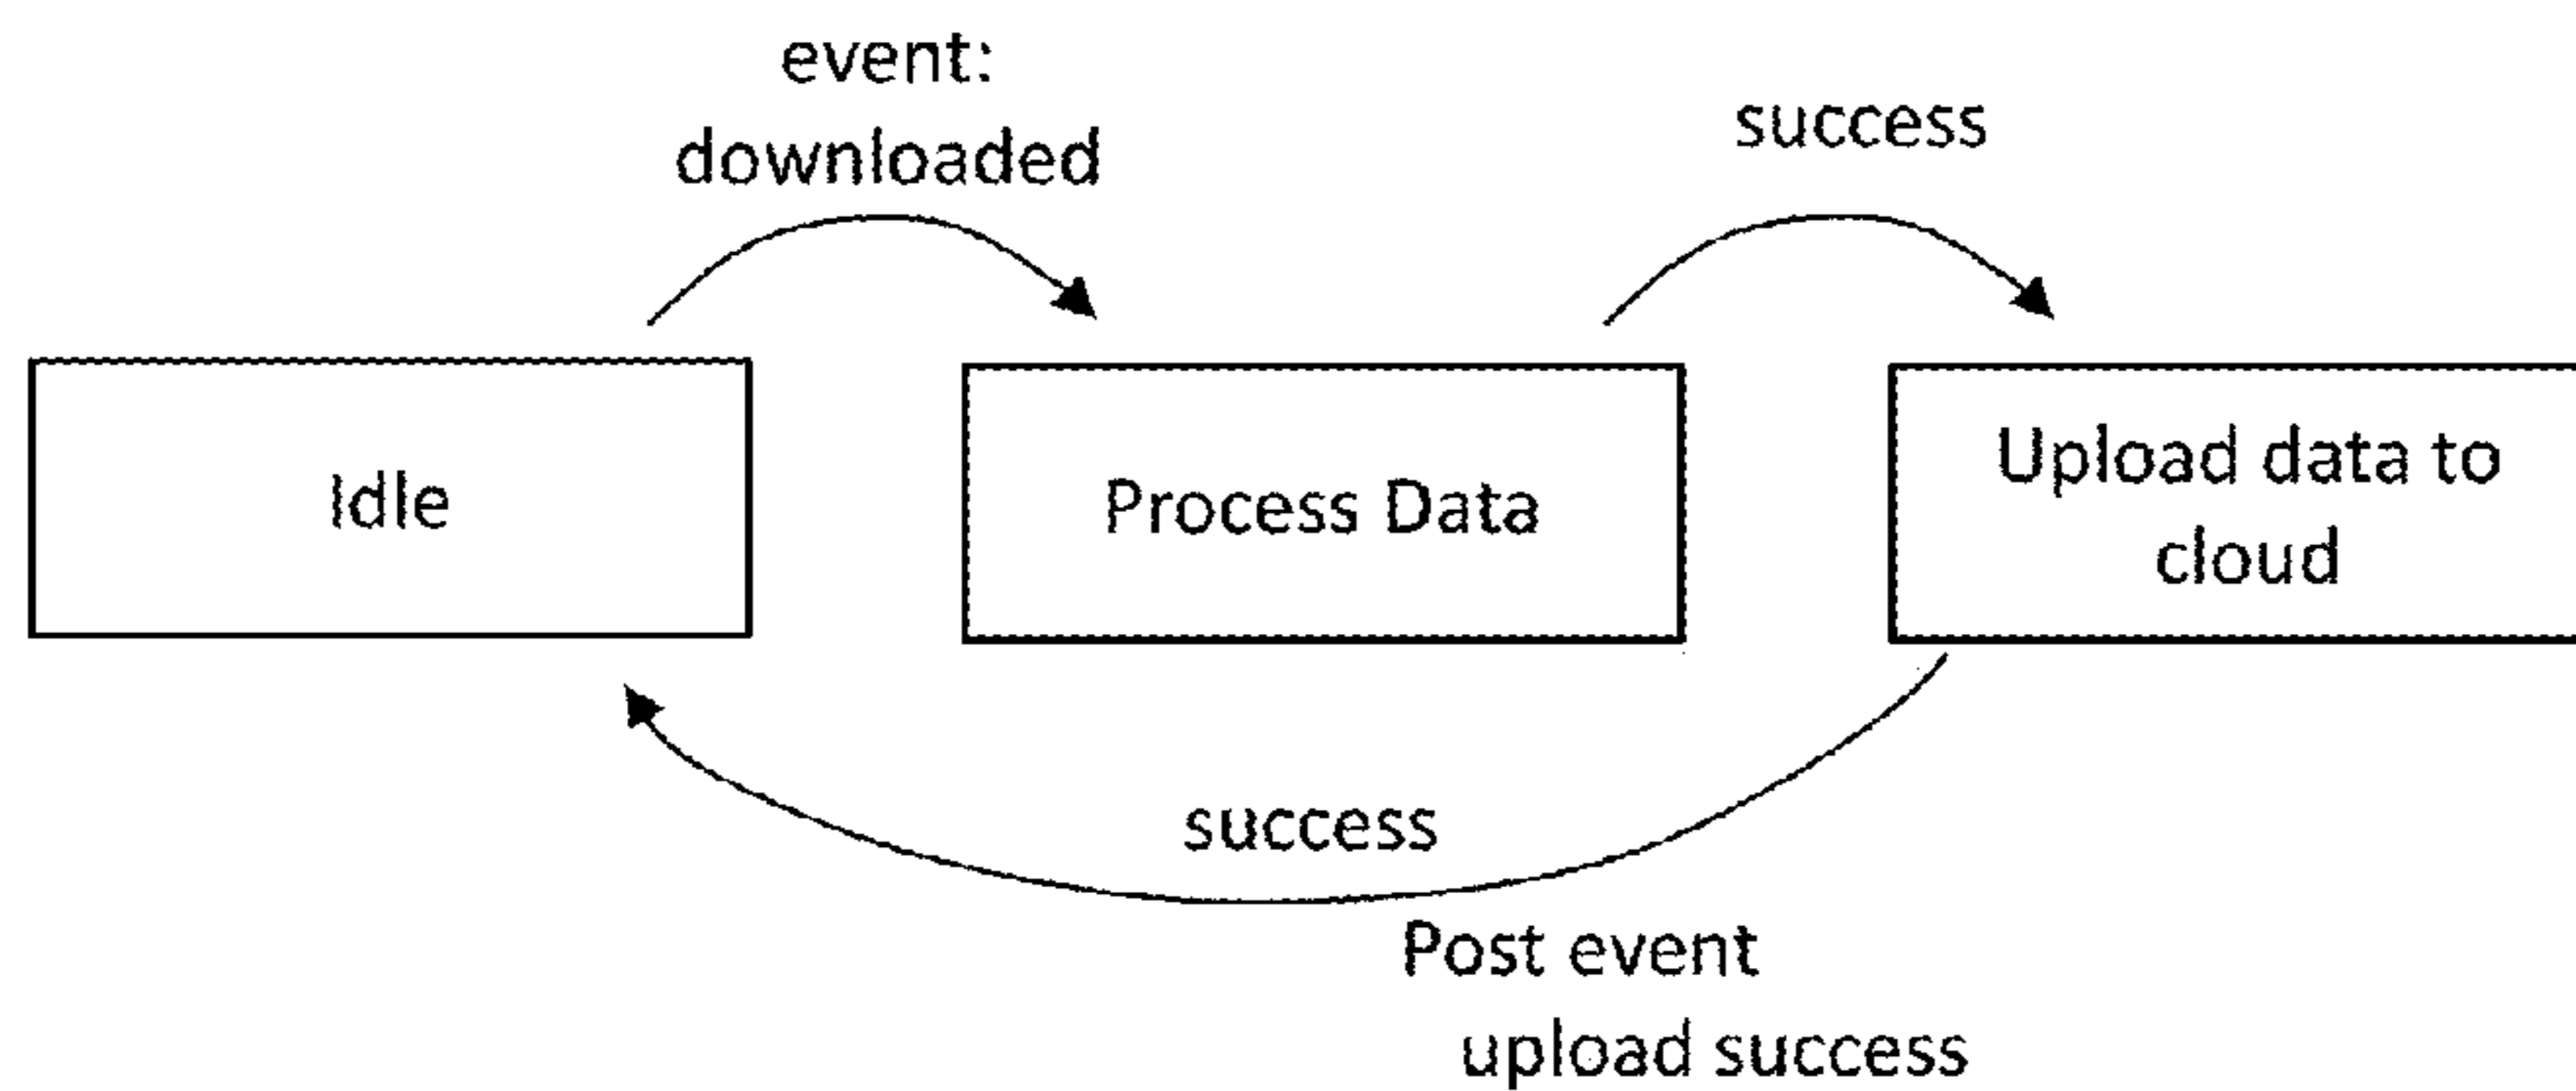 event:
downloaded
success
Idle
Process Data
Upload data to
cloud
success
Post event
upload success